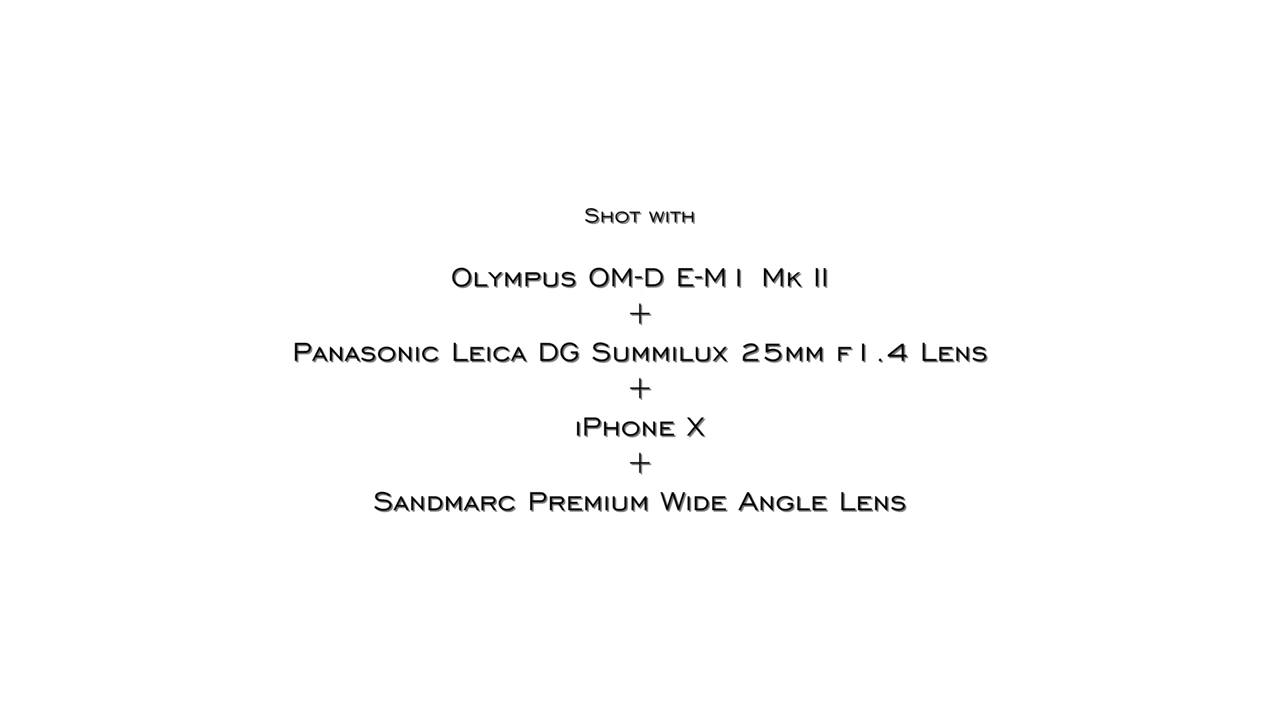 Shot with
Olympus OM-D E-M1 Mk II
+
Panasonic Leica DG Summilux 25mm f1.4 Lens
+
iPhone X
+
Sandmarc Premium Wide Angle Lens